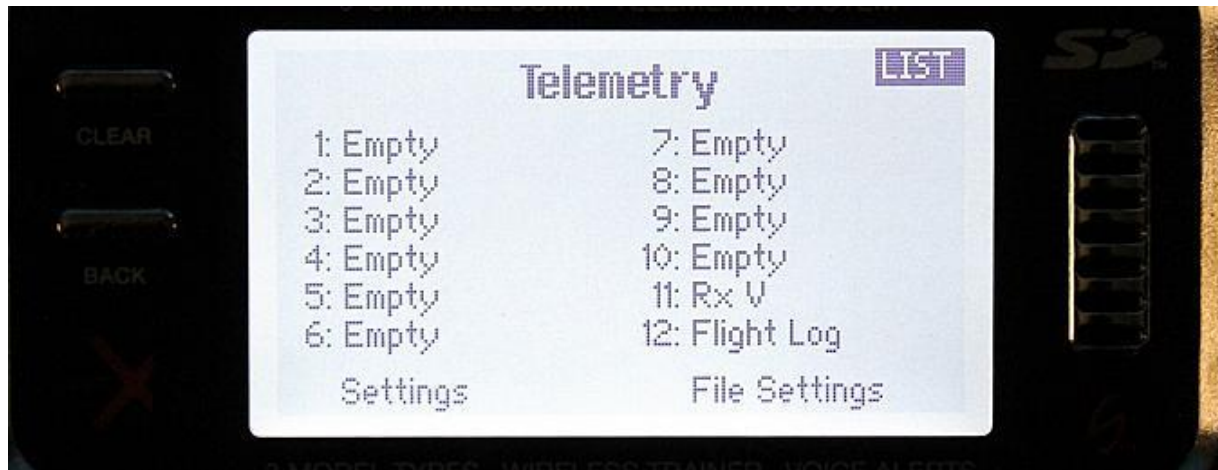 Telemetry
LIST
1: Empty
2: Empty
3: Empty
4: Empty
5: Empty
6: Empty
7: Empty
8: Empty
9: Empty
10: Empty
11: Rx V
12: Flight Log
Settings
File Settings
CLEAR
BACK
SD